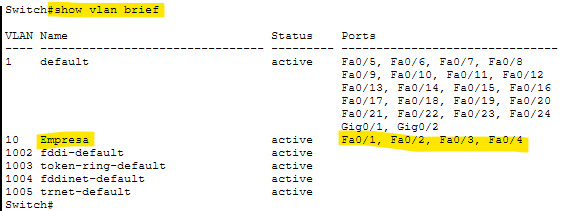 Switch#show vlan brief
VLAN Name                             Status    Ports
---- -------------------------------- --------- -------------------------------
1    default                          active    Fa0/5, Fa0/6, Fa0/7, Fa0/8
                                                Fa0/9, Fa0/10, Fa0/11, Fa0/12
                                                Fa0/13, Fa0/14, Fa0/15, Fa0/16
                                                Fa0/17, Fa0/18, Fa0/19, Fa0/20
                                                Fa0/21, Fa0/22, Fa0/23, Fa0/24
                                                Gig0/1, Gig0/2
10   Empresa                          active    Fa0/1, Fa0/2, Fa0/3, Fa0/4
1002 fddi-default                     active
1003 token-ring-default               active
1004 fddinet-default                  active
1005 trnet-default                    active
Switch#